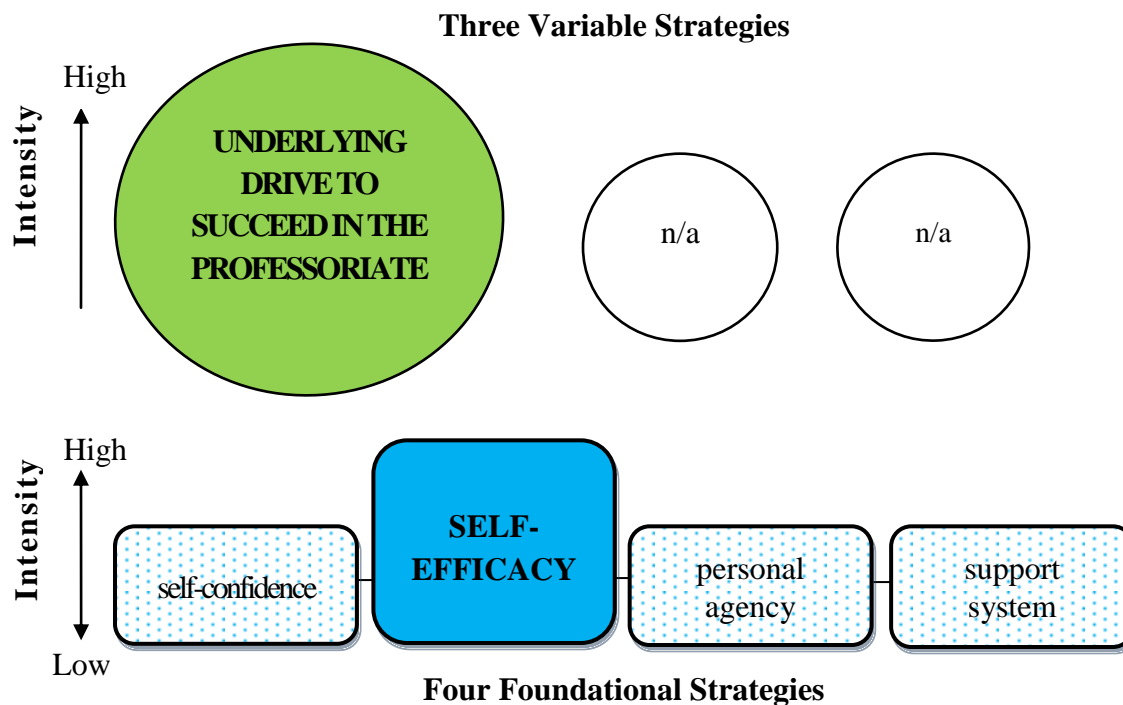 Three Variable Strategies
High
Intensity
UNDERLYING
DRIVE TO
SUCCEED IN THE
PROFESSORIATE
n/a
n/a
High
Intensity
Low
self-confidence
SELF-
EFFICACY
personal
agency
support
system
Four Foundational Strategies